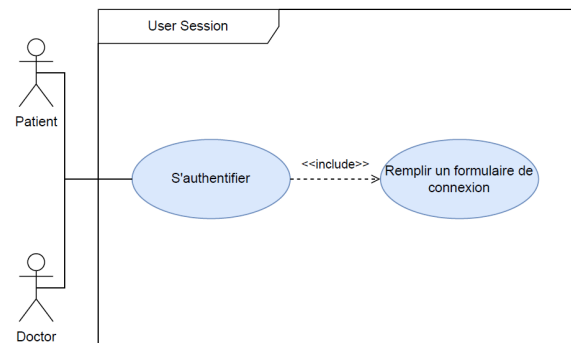 User Session
Patient
S'authentifier
<<include>>
Remplir un formulaire de
connexion
Doctor